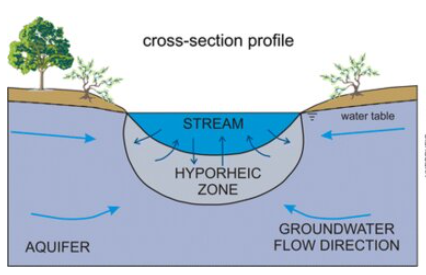 cross-section profile
STREAM
water table
HYPORHEIC
ZONE
AQUIFER
GROUNDWATER
FLOW DIRECTION